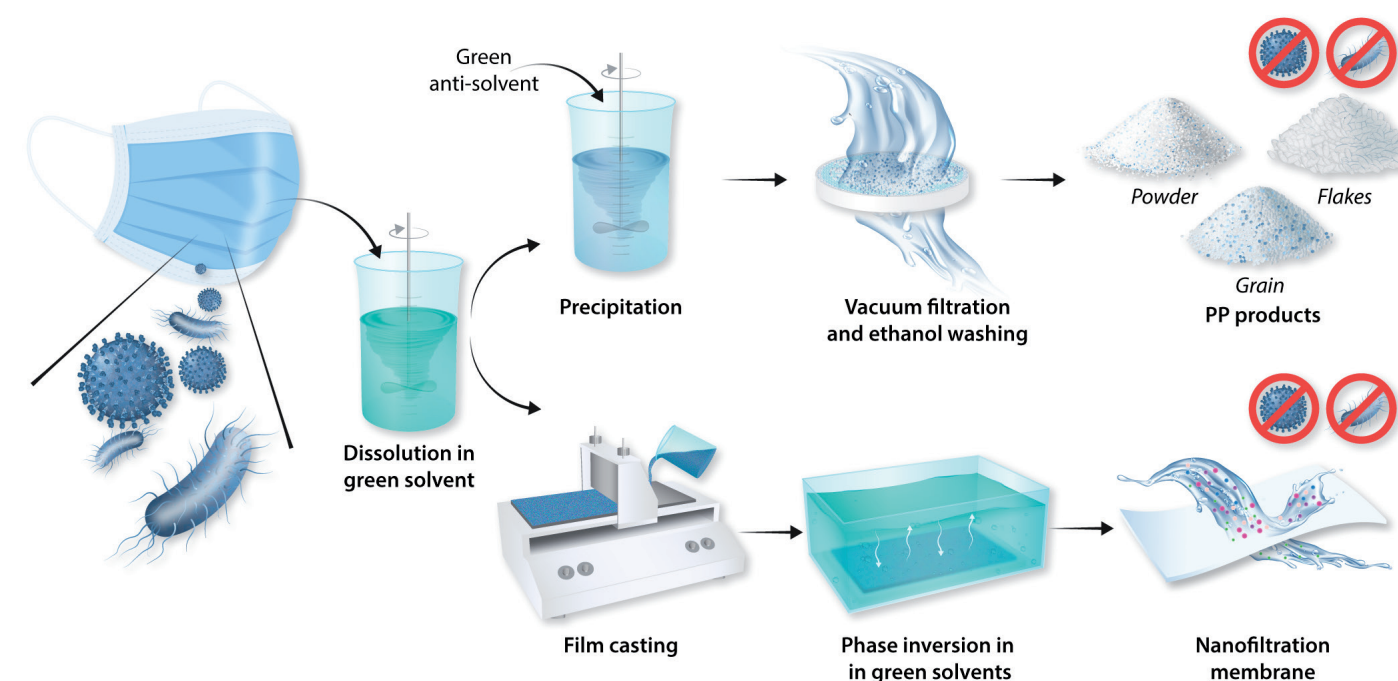 Green
anti-solvent
Precipitation
Vacuum filtration
and ethanol washing
Powder
Flakes
Grain
PP products
Dissolution in
green solvent
Film casting
Phase inversion in
in green solvents
Nanofiltration
membrane